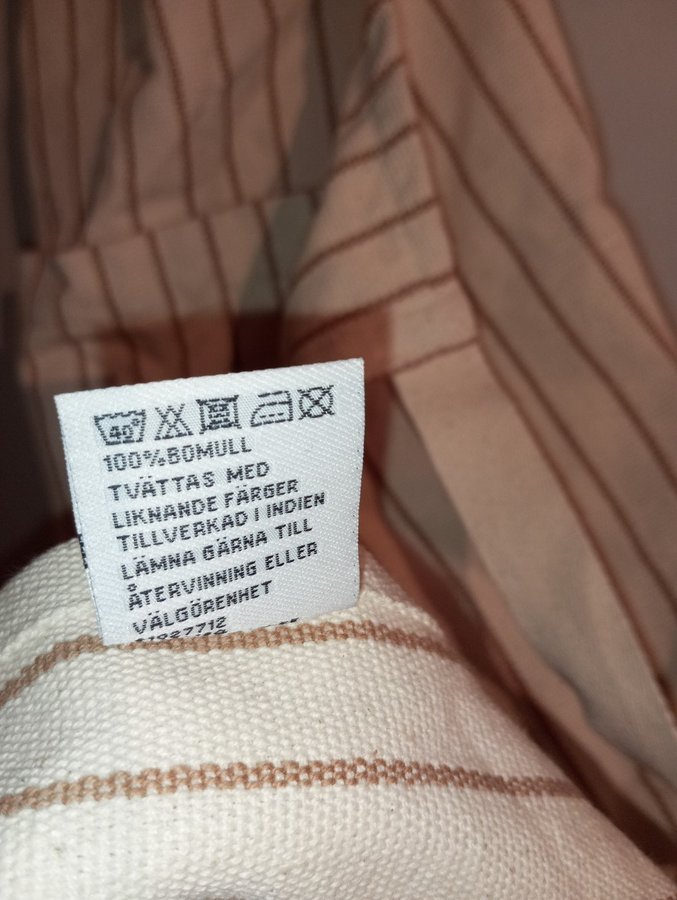 40°
100%BOMULL
TVÄTTAS MED
LIKNANDE FÄRGER
TILLVERKAD I INDIEN
LÄMNA GÄRNA TILL
ÅTERVINNING ELLER
VÄLGÖRENHET